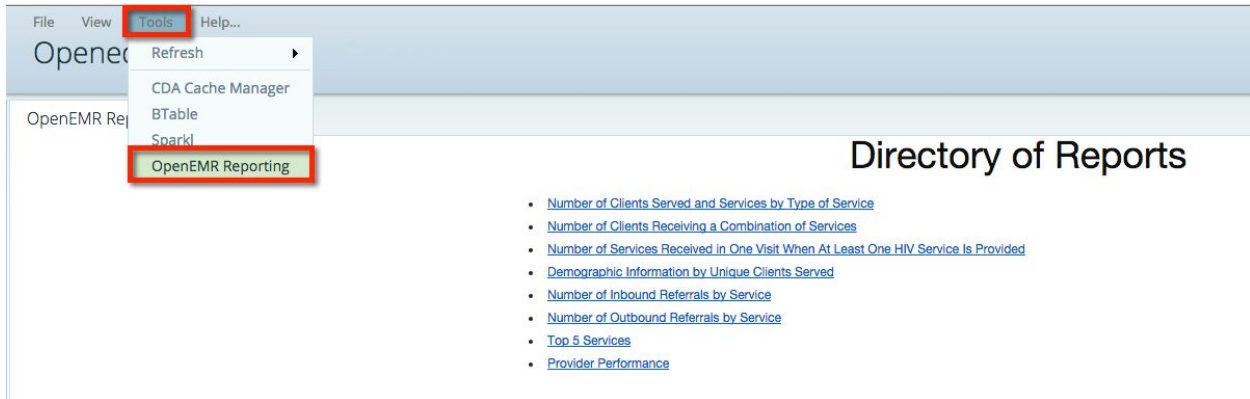 File View Tools Help...
Opened
Refresh
CDA Cache Manager
OpenEMR Rep
BTable
Sparkl
OpenEMR Reporting
Directory of Reports
Number of Clients Served and Services by Type of Service
Number of Clients Receiving a Combination of Services
Number of Services Received in One Visit When At Least One HIV Service Is Provided
Demographic Information by Unique Clients Served
Number of Inbound Referrals by Service
Number of Outbound Referrals by Service
Top 5 Services
Provider Performance